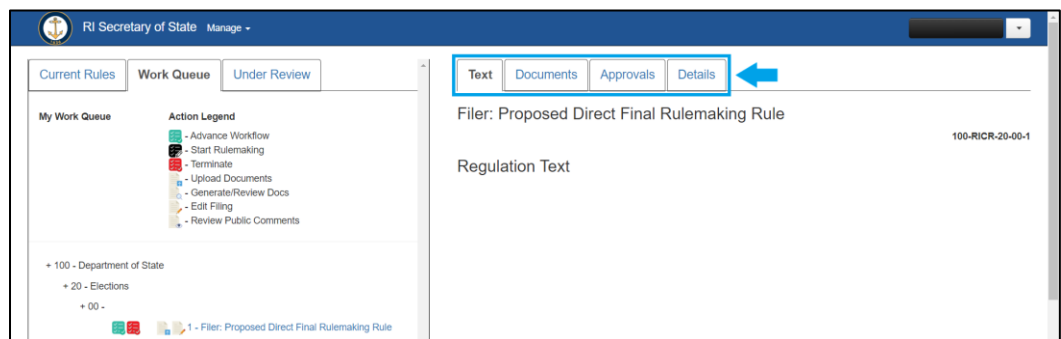 RI Secretary of State Manage
Current Rules Work Queue Under Review
My Work Queue
Action Legend
- Advance Workflow
- Start Rulemaking
- Terminate
- Upload Documents
- Generate/Review Docs
- Edit Filing
- Review Public Comments
+ 100 - Department of State
+ 20 - Elections
+ 00 -
1 - Filer: Proposed Direct Final Rulemaking Rule
Text Documents Approvals Details
Filer: Proposed Direct Final Rulemaking Rule
100-RICR-20-00-1
Regulation Text